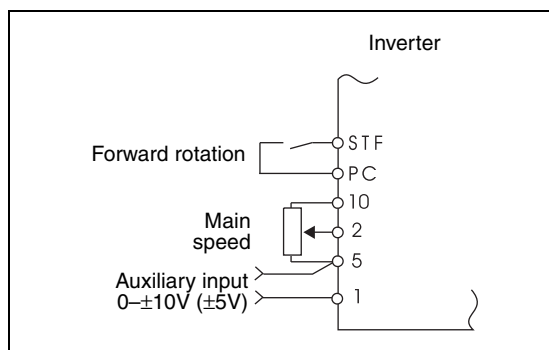 Inverter
Forward rotation
STF
PC
10
Main
speed
2
5
Auxiliary input
0–±10V (±5V)
1